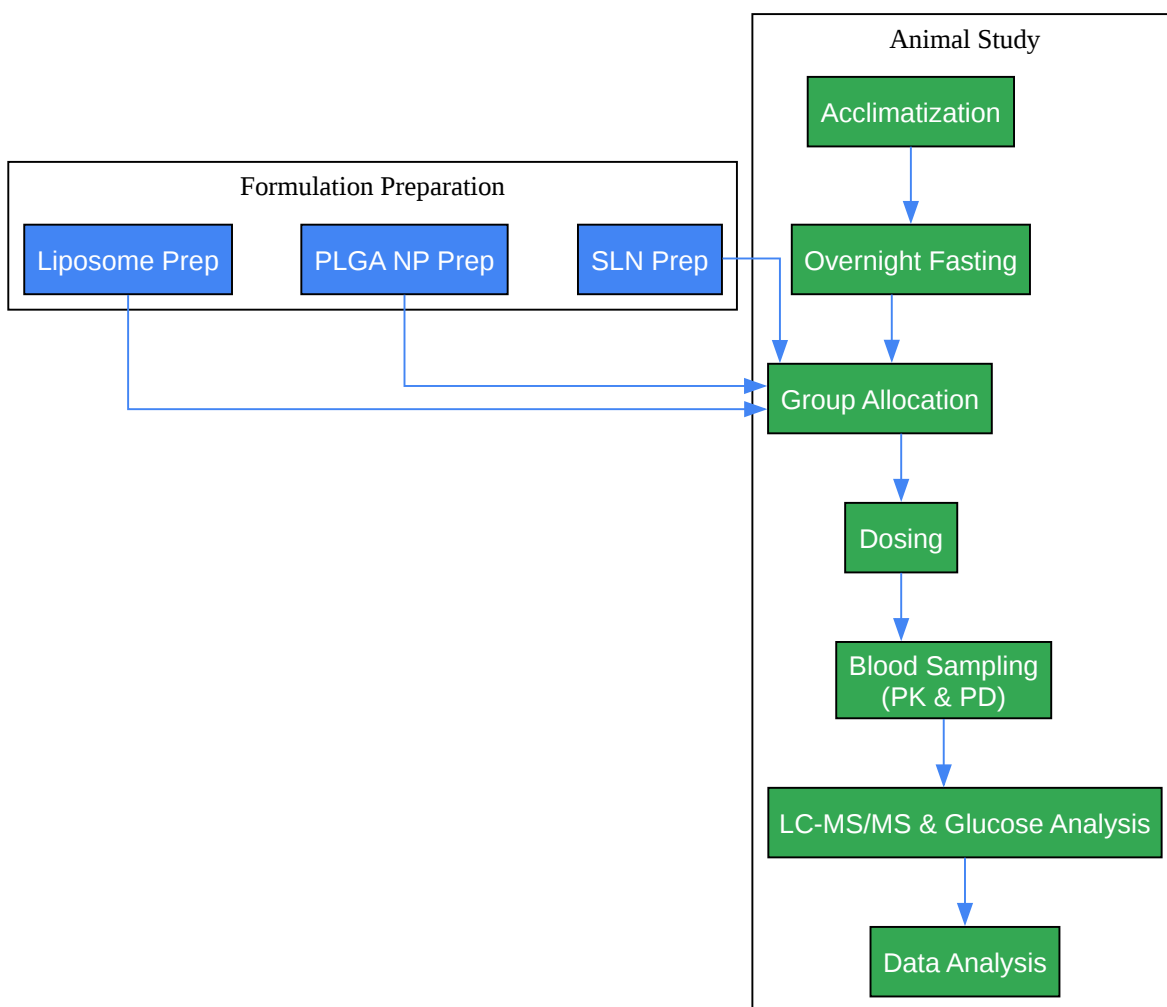 Animal Study
Acclimatization
Formulation Preparation
Liposome Prep
PLGA NP Prep
SLN Prep
Overnight Fasting
Group Allocation
Dosing
Blood Sampling
(PK & PD)
LC-MS/MS & Glucose Analysis
Data Analysis